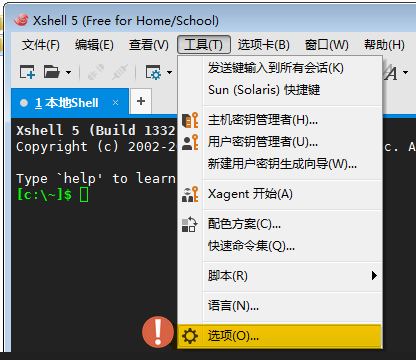 Xshell 5 (Free for Home/School)
文件(F) 编辑(E) 查看(V) 工具(T) 选项卡(B) 窗口(W) 帮助(H)
1 本地Shell
发送键输入到所有会话(K)
Sun (Solaris) 快捷键
主机密钥管理者(H)...
用户密钥管理者(U)...
新建用户密钥生成向导(W)...
Xagent 开始(A)
配色方案(C)...
快速命令集(Q)...
脚本(R)
语言(N)...
选项(O)...
Xshell 5 (Build 1332
Copyright (c) 2002-2 c. A
Type `help' to learn
[c:\~]$